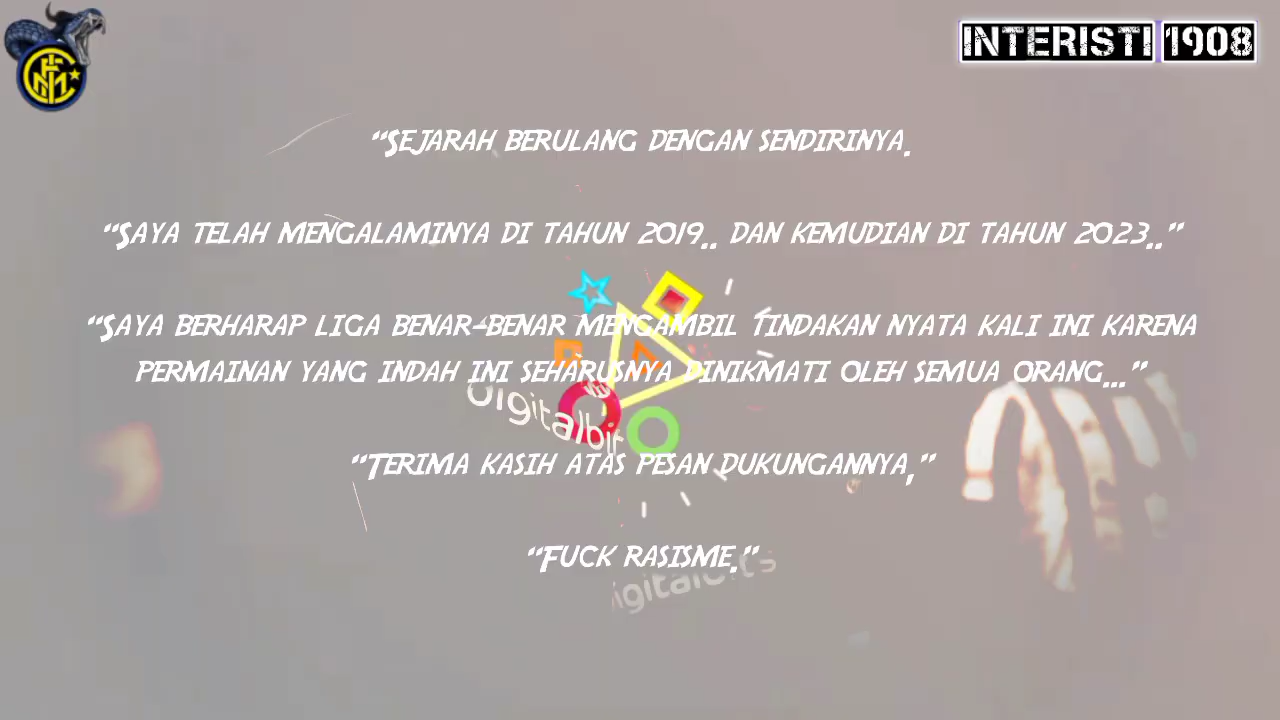 INTERISTI 1908
“Sejarah berulang dengan sendirinya.
“Saya telah mengalaminya di tahun 2019.. dan kemudian di tahun 2023..”
“Saya berharap liga benar-benar mengambil tindakan nyata kali ini karena
permainan yang indah ini seharusnya dinikmati oleh semua orang...”
digitalbit
“Terima kasih atas pesan dukungannya,”
“Fuck rasisme.”